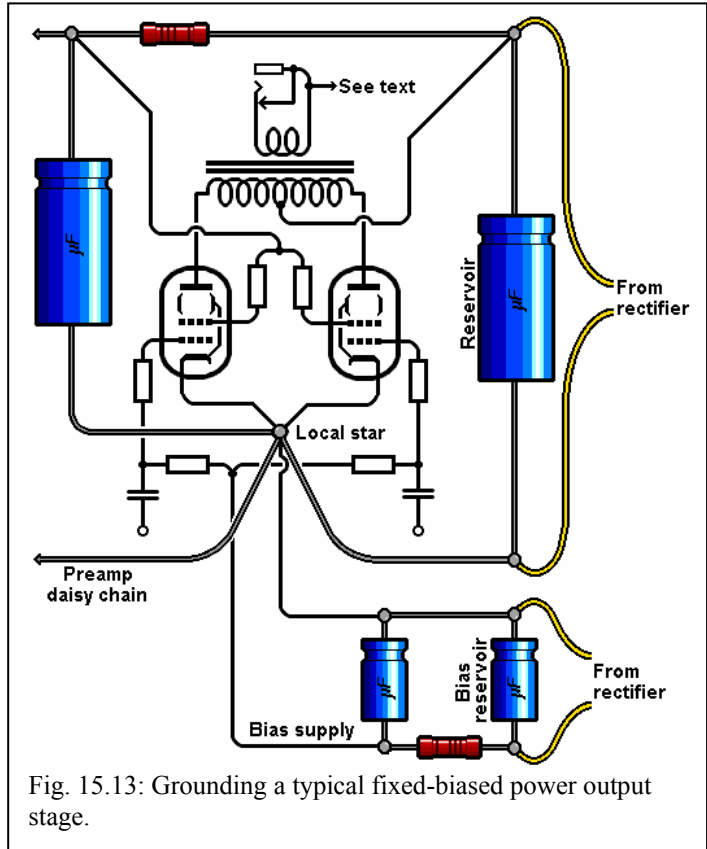 See text
µF
Reservoir
µF
From
rectifier
Local star
Preamp
daisy chain
µF
Bias
reservoir
µF
From
rectifier
Bias supply
Fig. 15.13: Grounding a typical fixed-biased power output
stage.